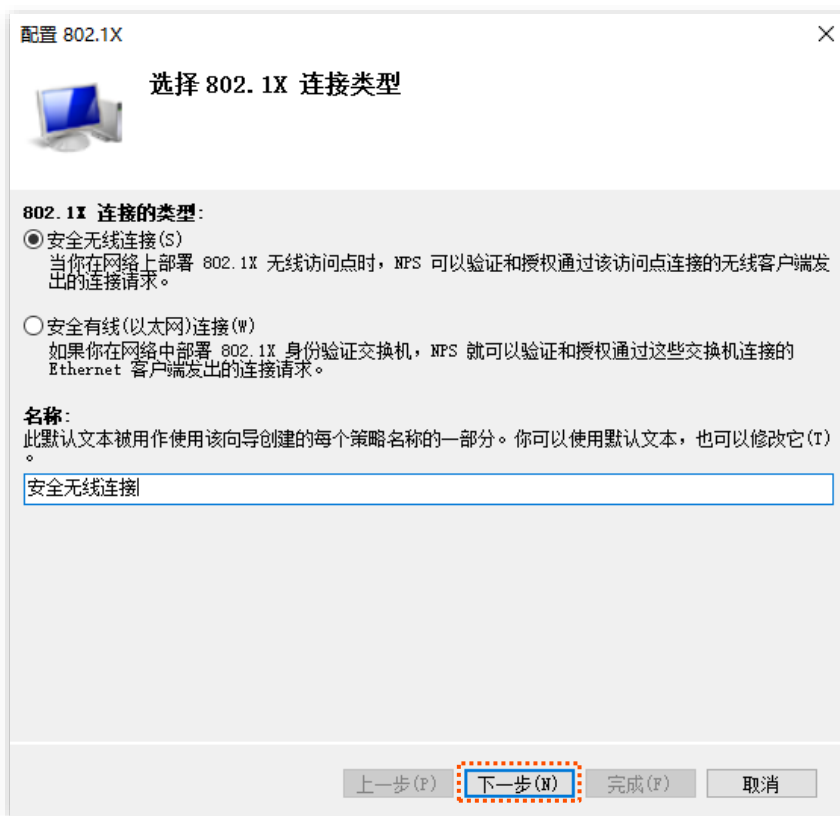 配置 802.1X
选择 802.1X 连接类型
802.1X 连接的类型:
安全无线连接(S)
当你在网络上部署 802.1X 无线访问点时，NPS 可以验证和授权通过该访问点连接的无线客户端发
出的连接请求。
安全有线(以太网)连接(W)
如果你在网络中部署 802.1X 身份验证交换机，NPS 就可以验证和授权通过这些交换机连接的
Ethernet 客户端发出的连接请求。
名称:
此默认文本被用作使用该向导创建的每个策略名称的一部分。你可以使用默认文本，也可以修改它(T)
。
安全无线连接
上一步(P) 下一步(N) 完成(F) 取消